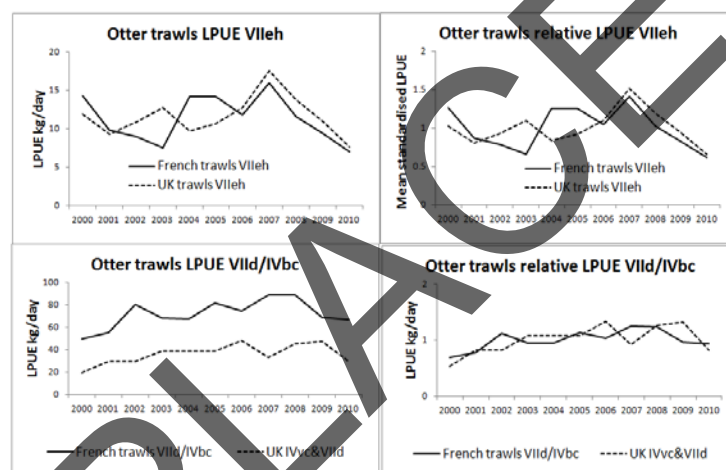 Otter trawls LPUE VIIeh
20
15
10
5
0
LPUE kg/day
French trawls VIIeh
UK trawls VIIeh
2000 2001 2002 2003 2004 2005 2006 2007 2008 2009 2010
Otter trawls relative LPUE VIIeh
2
1.5
1
0.5
0
Mean standardised LPUE
French trawls VIIeh
UK trawls VIIeh
2000 2001 2002 2003 2004 2005 2006 2007 2008 2009 2010
Otter trawls LPUE VIId/IVbc
100
80
60
40
20
0
LPUE kg/day
2000 2001 2002 2003 2004 2005 2006 2007 2008 2009 2010
French trawls VIId/IVbc UK IVvc&VIId
Otter trawls relative LPUE VIId/IVbc
2
1
0
LPUE kg/day
2000 2001 2002 2003 2004 2005 2006 2007 2008 2009 2010
French trawls VIId/IVbc UK IVvc&VIId
PLACE